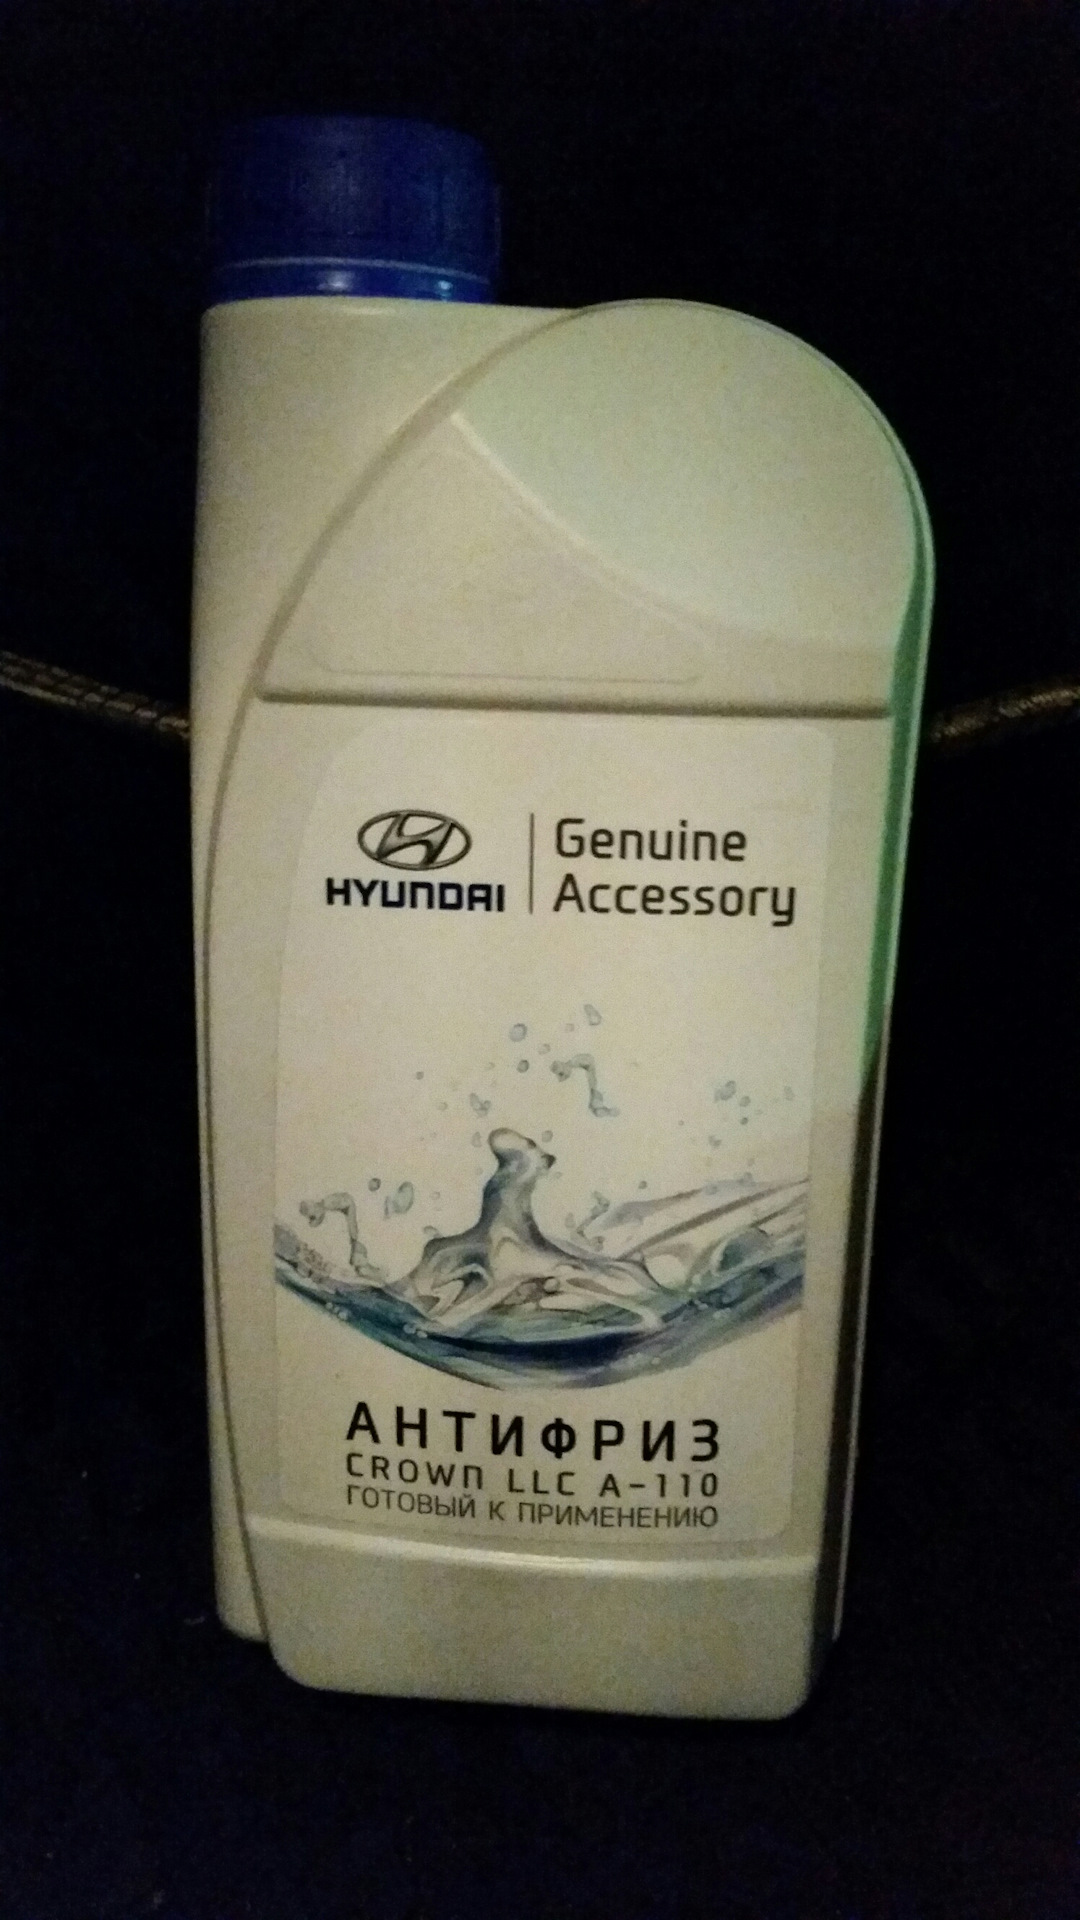 HYUNDAI
Genuine
Accessory
АНТИФРИЗ
CROWN LLC A-110
ГОТОВЫЙ К ПРИМЕНЕНИЮ